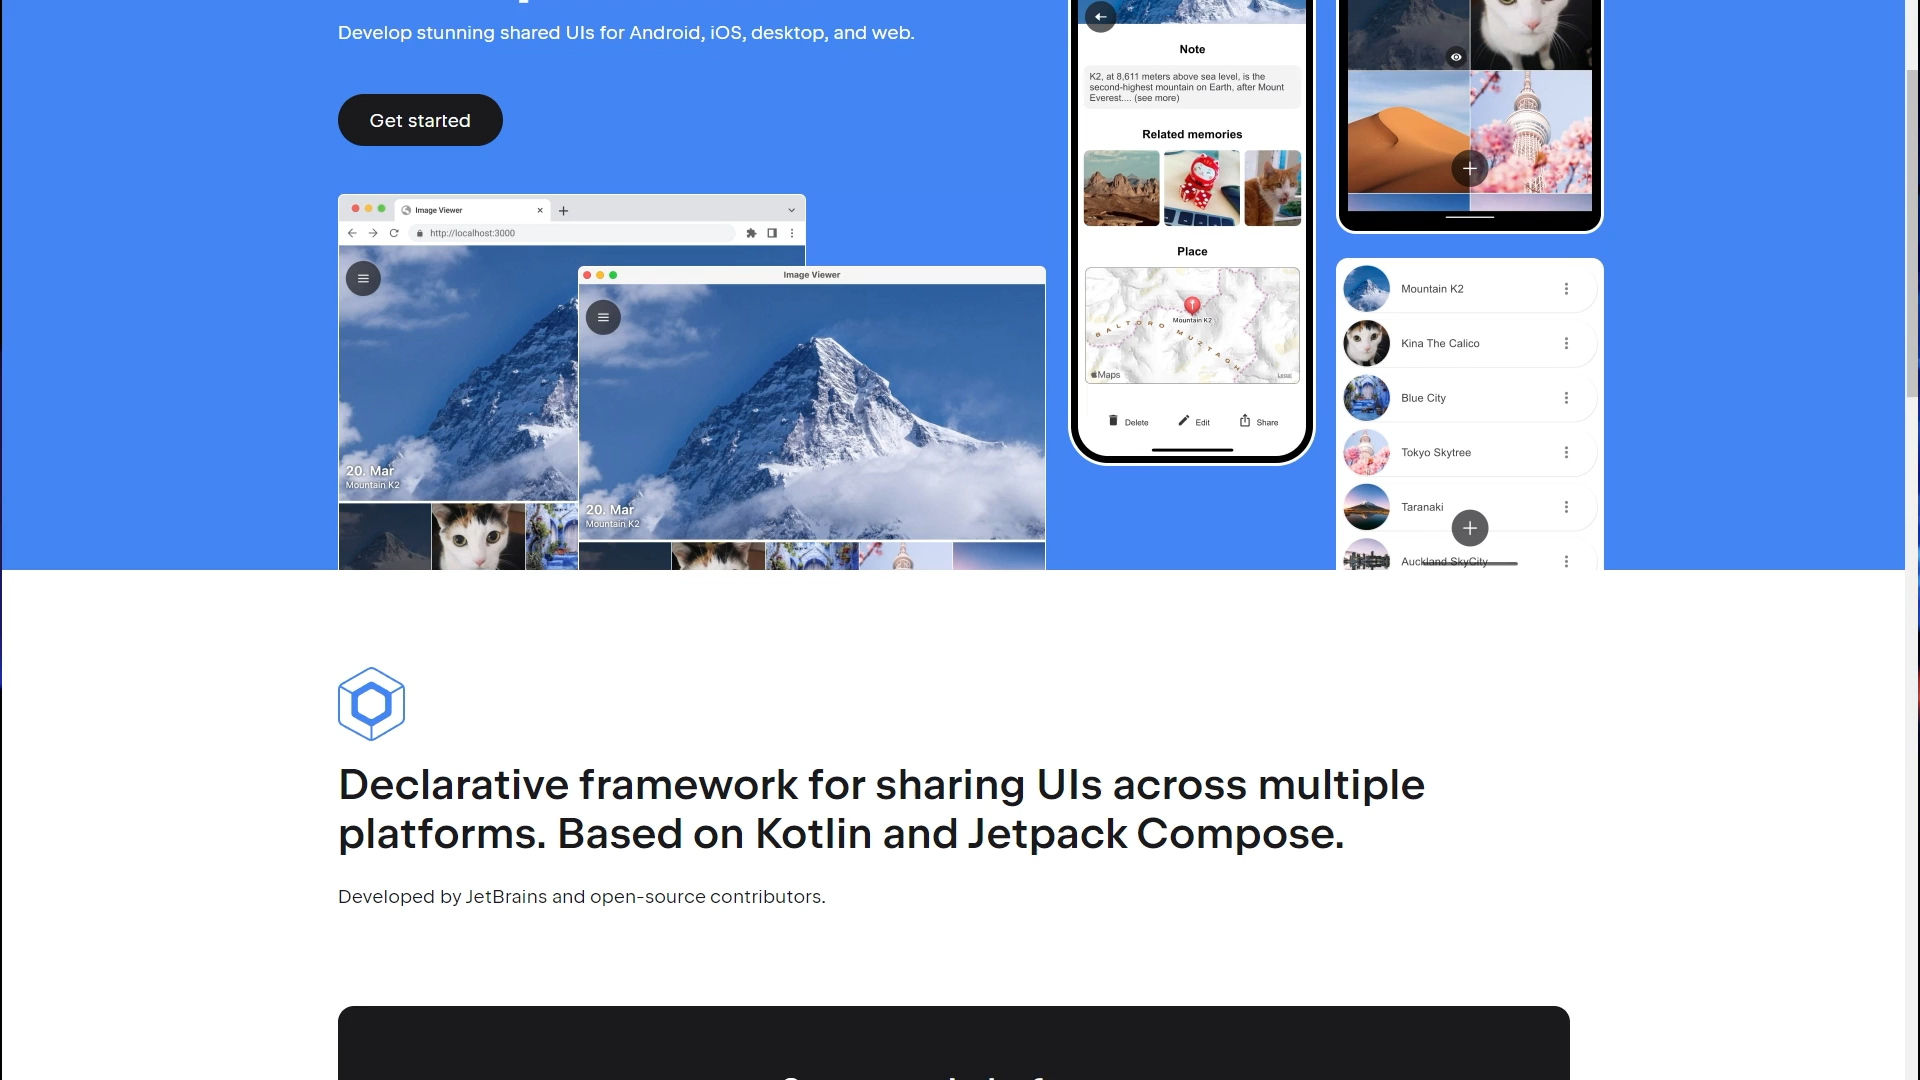 Develop stunning shared UIs for Android, iOS, desktop, and web.
Get started
Image Viewer
http://localhost:3000
20. Mar
Mountain K2
Image Viewer
20. Mar
Mountain K2
Note
K2, at 8,611 meters above sea level, is the
second-highest mountain on Earth, after Mount
Everest.... (see more)
Related memories
Place
Mountain K2
BALTORO MUZTAGH
Maps
Legal
Delete
Edit
Share
Mountain K2
Kina The Calico
Blue City
Tokyo Skytree
Taranaki
Auckland SkyCity
Declarative framework for sharing UIs across multiple
platforms. Based on Kotlin and Jetpack Compose.
Developed by JetBrains and open-source contributors.